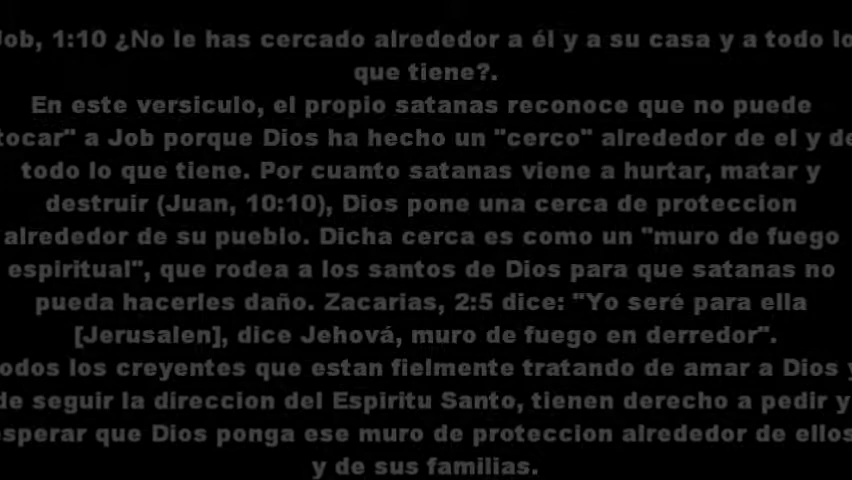 Job, 1:10 ¿No le has cercado alrededor a él y a su casa y a todo lo
que tiene?.
En este versiculo, el propio satanas reconoce que no puede
tocar" a Job porque Dios ha hecho un "cerco" alrededor de el y de
todo lo que tiene. Por cuanto satanas viene a hurtar, matar y
destruir (Juan, 10:10), Dios pone una cerca de proteccion
alrededor de su pueblo. Dicha cerca es como un "muro de fuego
espiritual", que rodea a los santos de Dios para que satanas no
pueda hacerles daño. Zacarias, 2:5 dice: "Yo seré para ella
[Jerusalen], dice Jehová, muro de fuego en derredor".
odos los creyentes que estan fielmente tratando de amar a Dios y
de seguir la direccion del Espiritu Santo, tienen derecho a pedir y
esperar que Dios ponga ese muro de proteccion alrededor de ellos
y de sus familias.